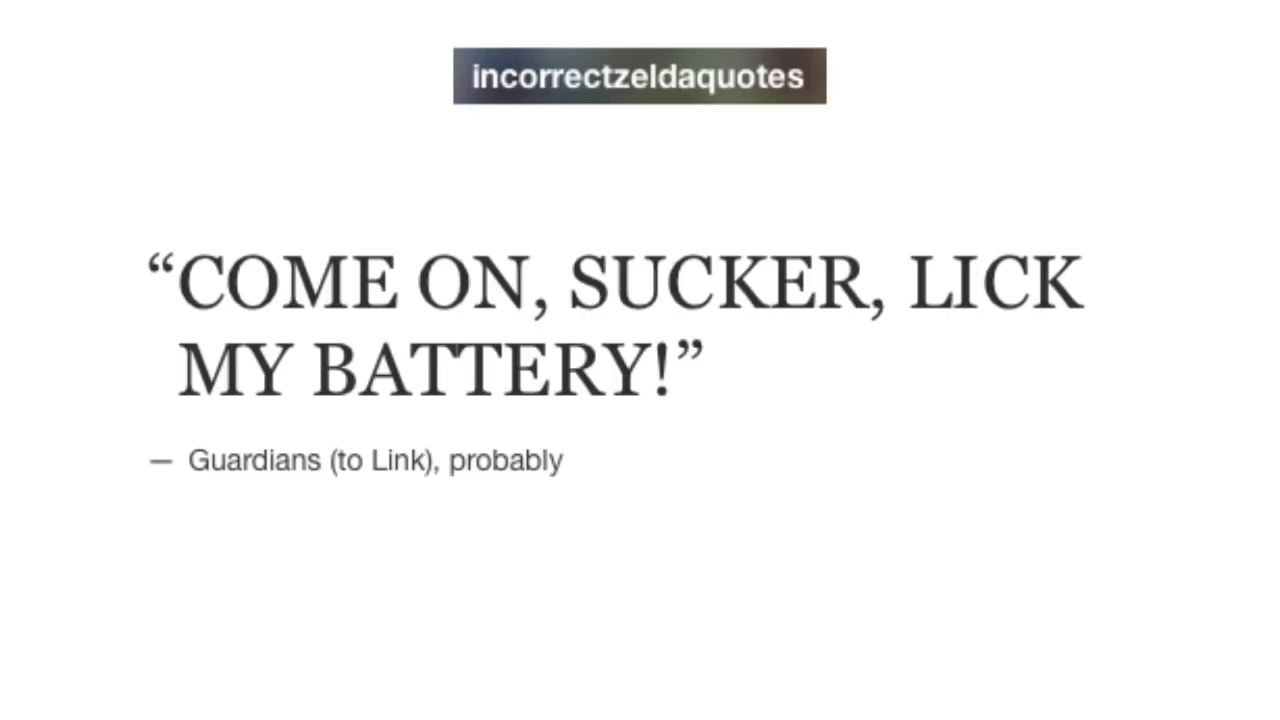 incorrectzeldaquotes
“COME ON, SUCKER, LICK
MY BATTERY!”
— Guardians (to Link), probably